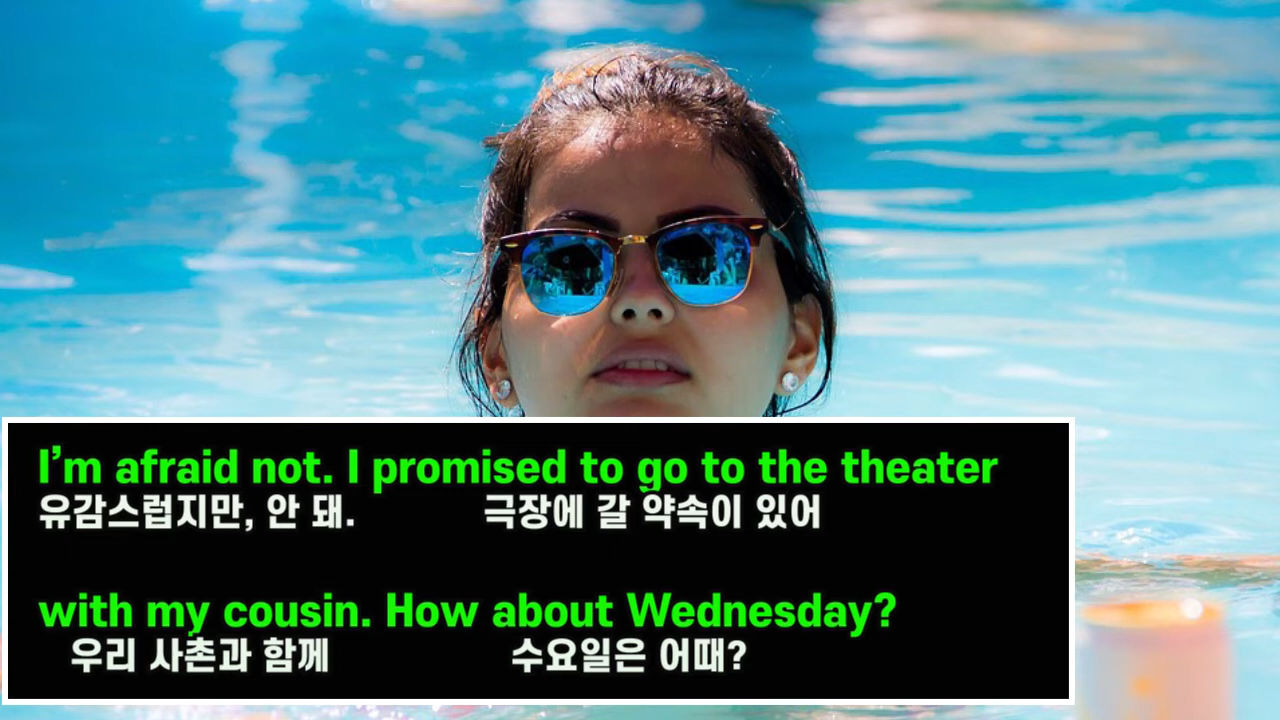 I'm afraid not. I promised to go to the theater
유감스럽지만, 안 돼. 극장에 갈 약속이 있어
with my cousin. How about Wednesday?
우리 사촌과 함께 수요일은 어때?